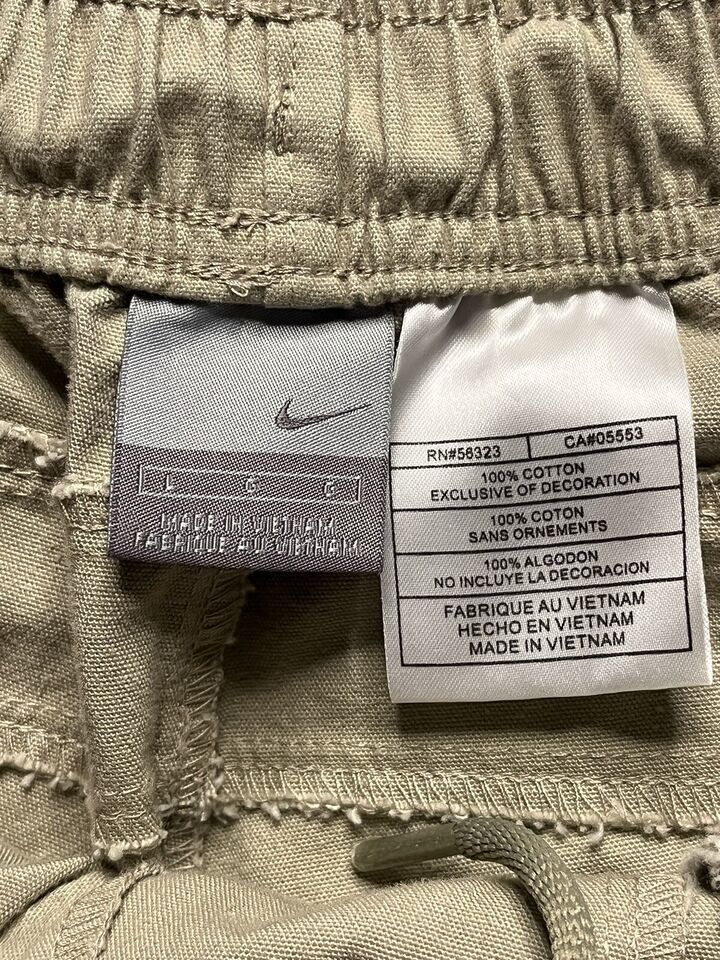 L G G
MADE IN VIETNAM
FABRIQUE AU VIETNAM
RN#56323 CA#05553
100% COTTON
EXCLUSIVE OF DECORATION
100% COTON
SANS ORNEMENTS
100% ALGODON
NO INCLUYE LA DECORACION
FABRIQUE AU VIETNAM
HECHO EN VIETNAM
MADE IN VIETNAM